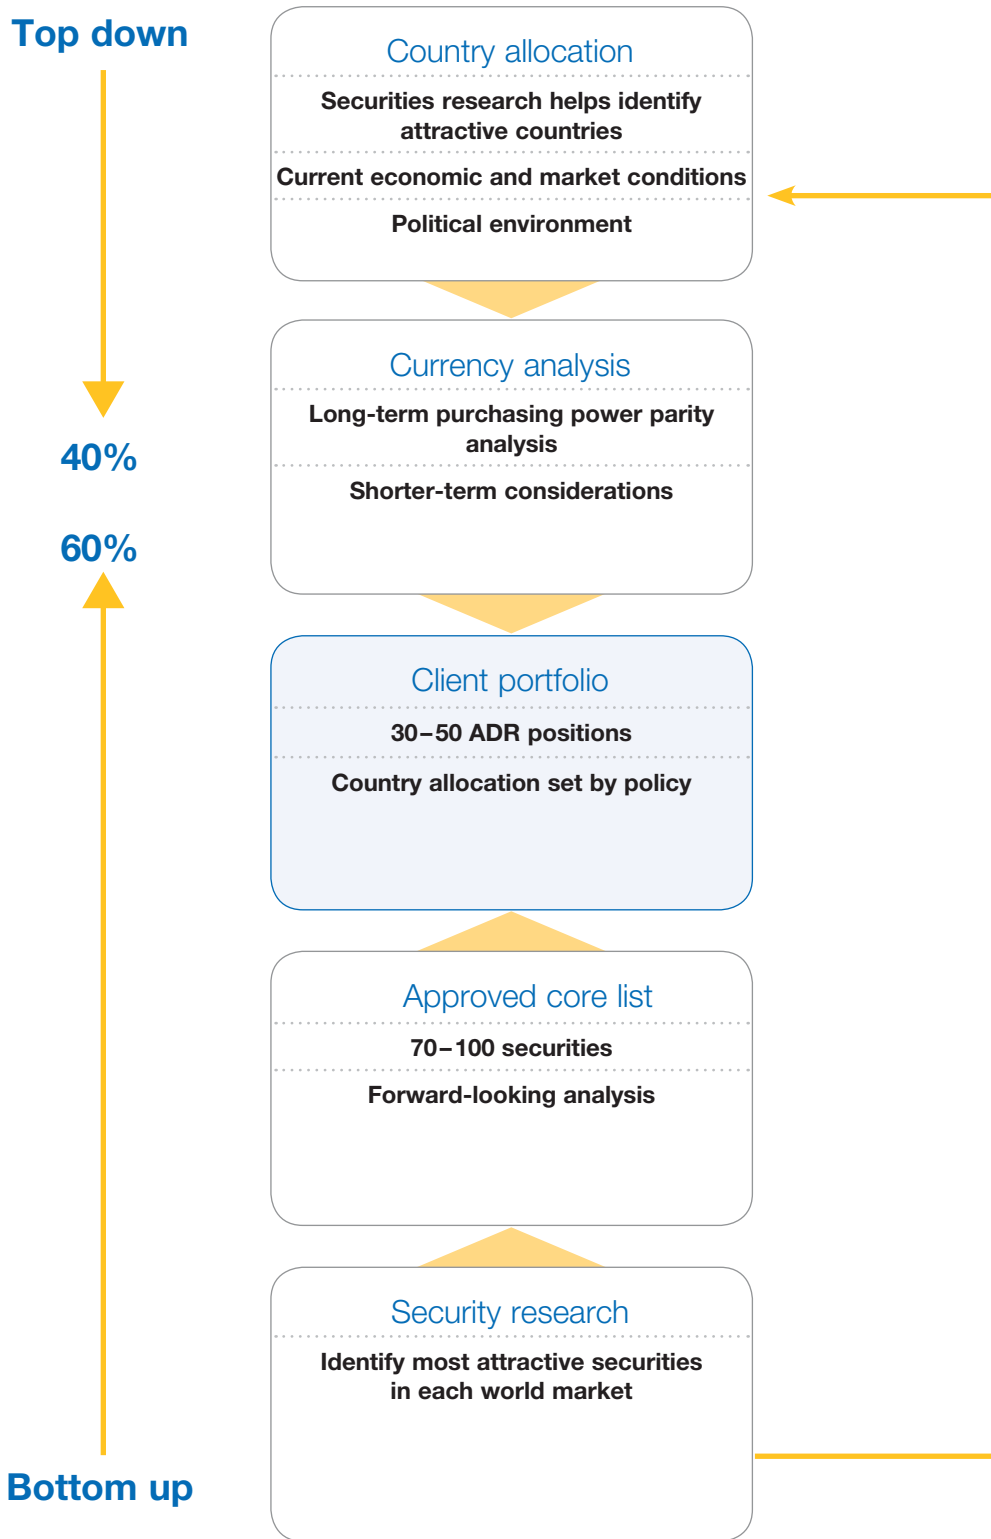 Top down
Country allocation
Securities research helps identify
attractive countries
Current economic and market conditions
Political environment
Currency analysis
Long-term purchasing power parity
analysis
Shorter-term considerations
40%
60%
Client portfolio
30–50 ADR positions
Country allocation set by policy
Approved core list
70–100 securities
Forward-looking analysis
Security research
Identify most attractive securities
in each world market
Bottom up